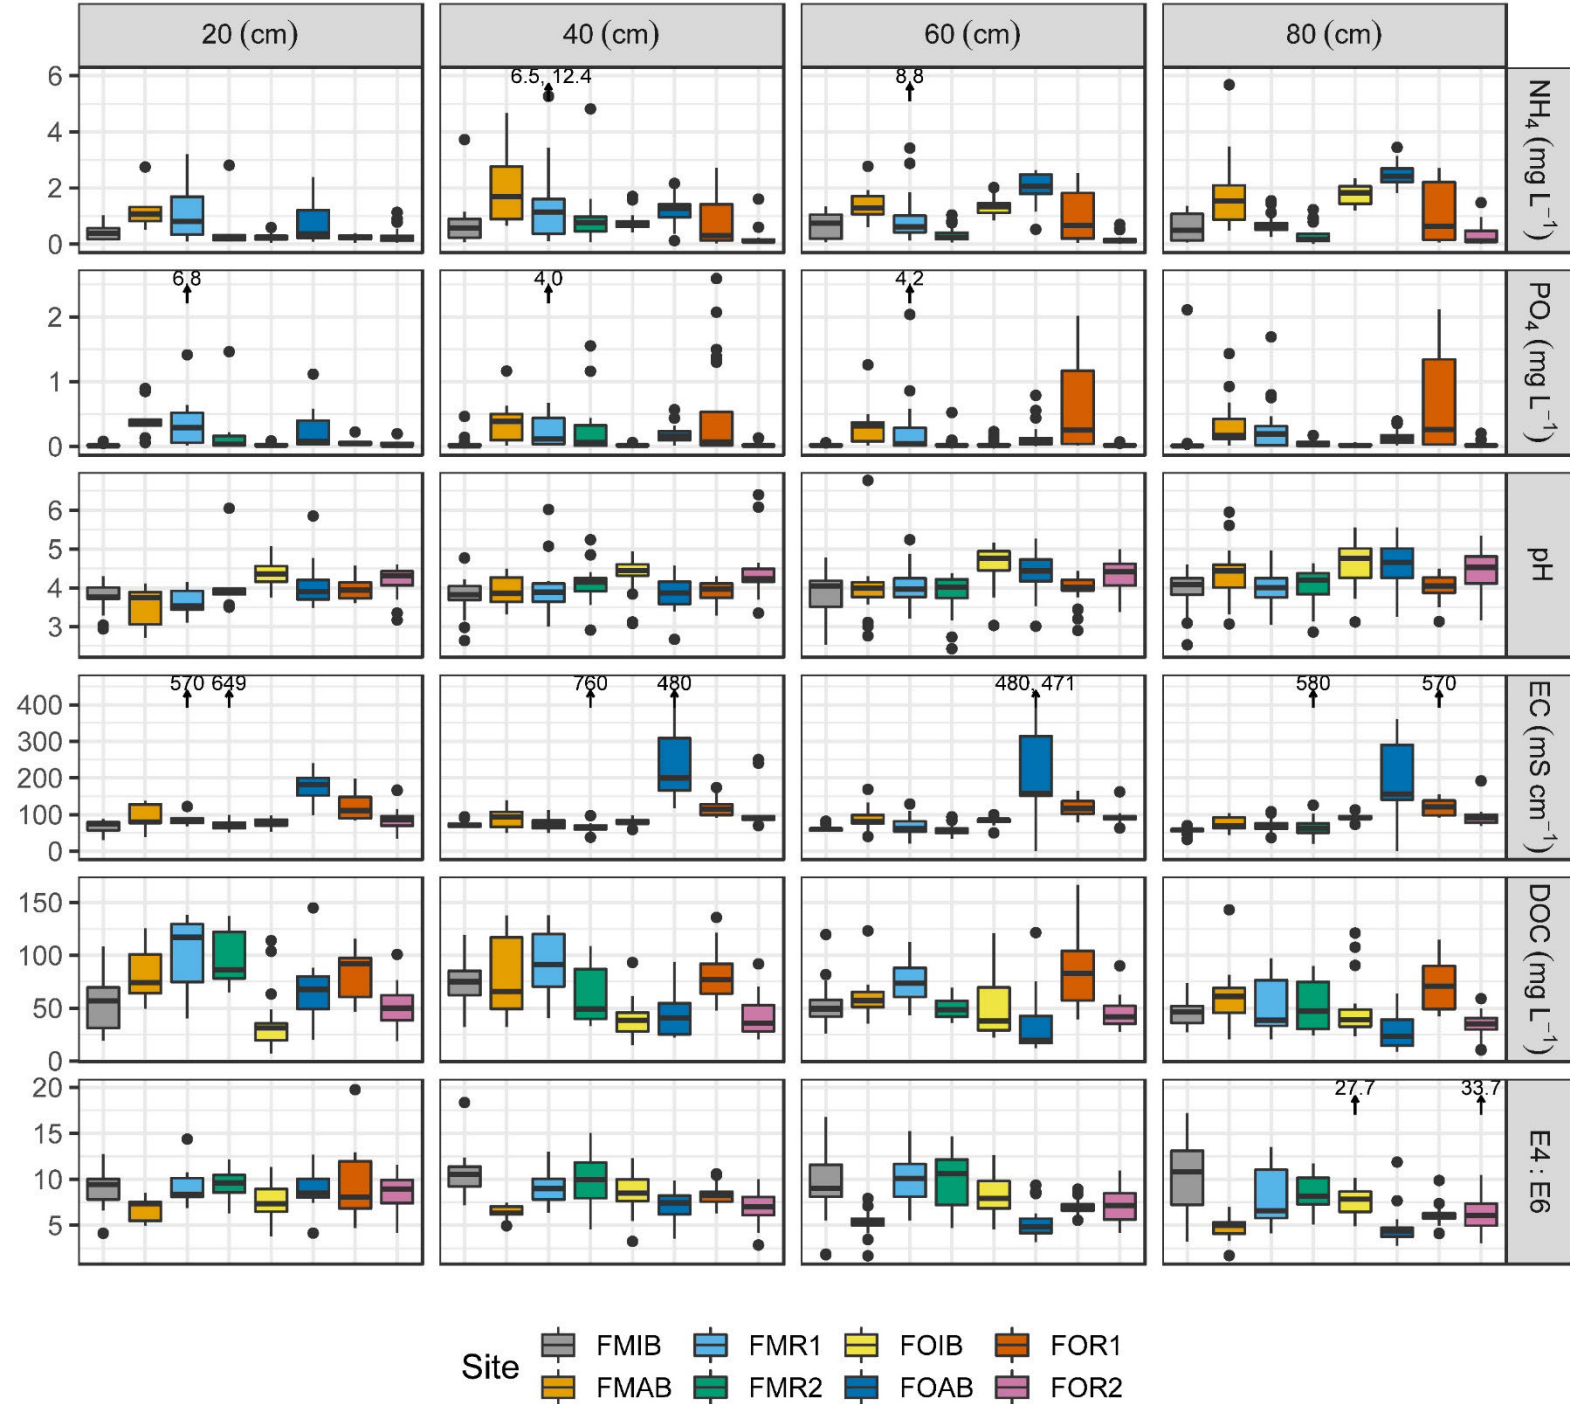 20 (cm) 40 (cm) 60 (cm) 80 (cm)
6.5, 12.4 8.8
6
4
2
0
NH₄ (mg L⁻¹)
6.8 4.0 4.2
2
1
0
PO₄ (mg L⁻¹)
6
5
4
3
pH
570 649 760 480 480, 471 580 570
400
300
200
100
0
EC (mS cm⁻¹)
150
100
50
0
DOC (mg L⁻¹)
27.7 33.7
20
15
10
5
E4: E6
Site FMIB FMR1 FOIB FOR1
FMAB FMR2 FOAB FOR2